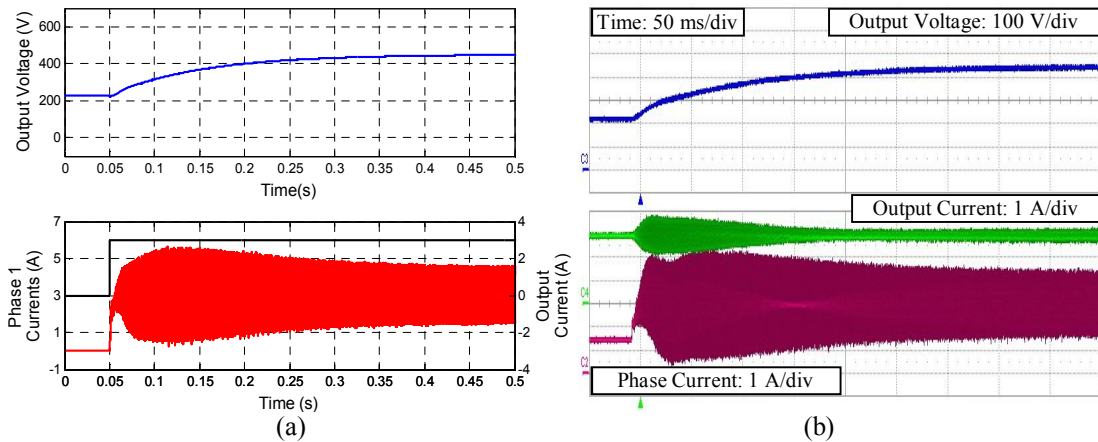 Output Voltage (V)
600
400
200
0
0 0.05 0.1 0.15 0.2 0.25 0.3 0.35 0.4 0.45 0.5
Time(s)
Phase 1
Currents (A)
7
5
3
1
-1
4
2
0
-2
-4
Output
Current (A)
0 0.05 0.1 0.15 0.2 0.25 0.3 0.35 0.4 0.45 0.5
Time (s)
(a)
Time: 50 ms/div
Output Voltage: 100 V/div
C3
Output Current: 1 A/div
C4
C2
Phase Current: 1 A/div
(b)